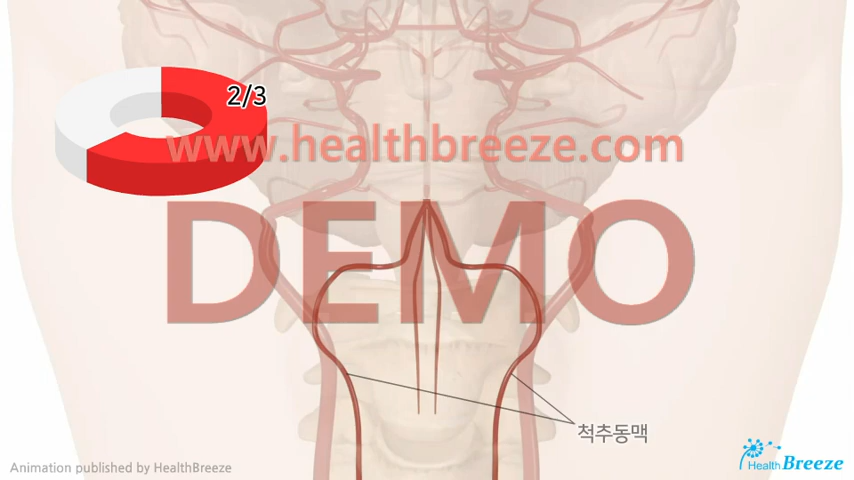 2/3
www.healthbreeze.com
DEMO
척추동맥
Animation published by HealthBreeze
Health Breeze